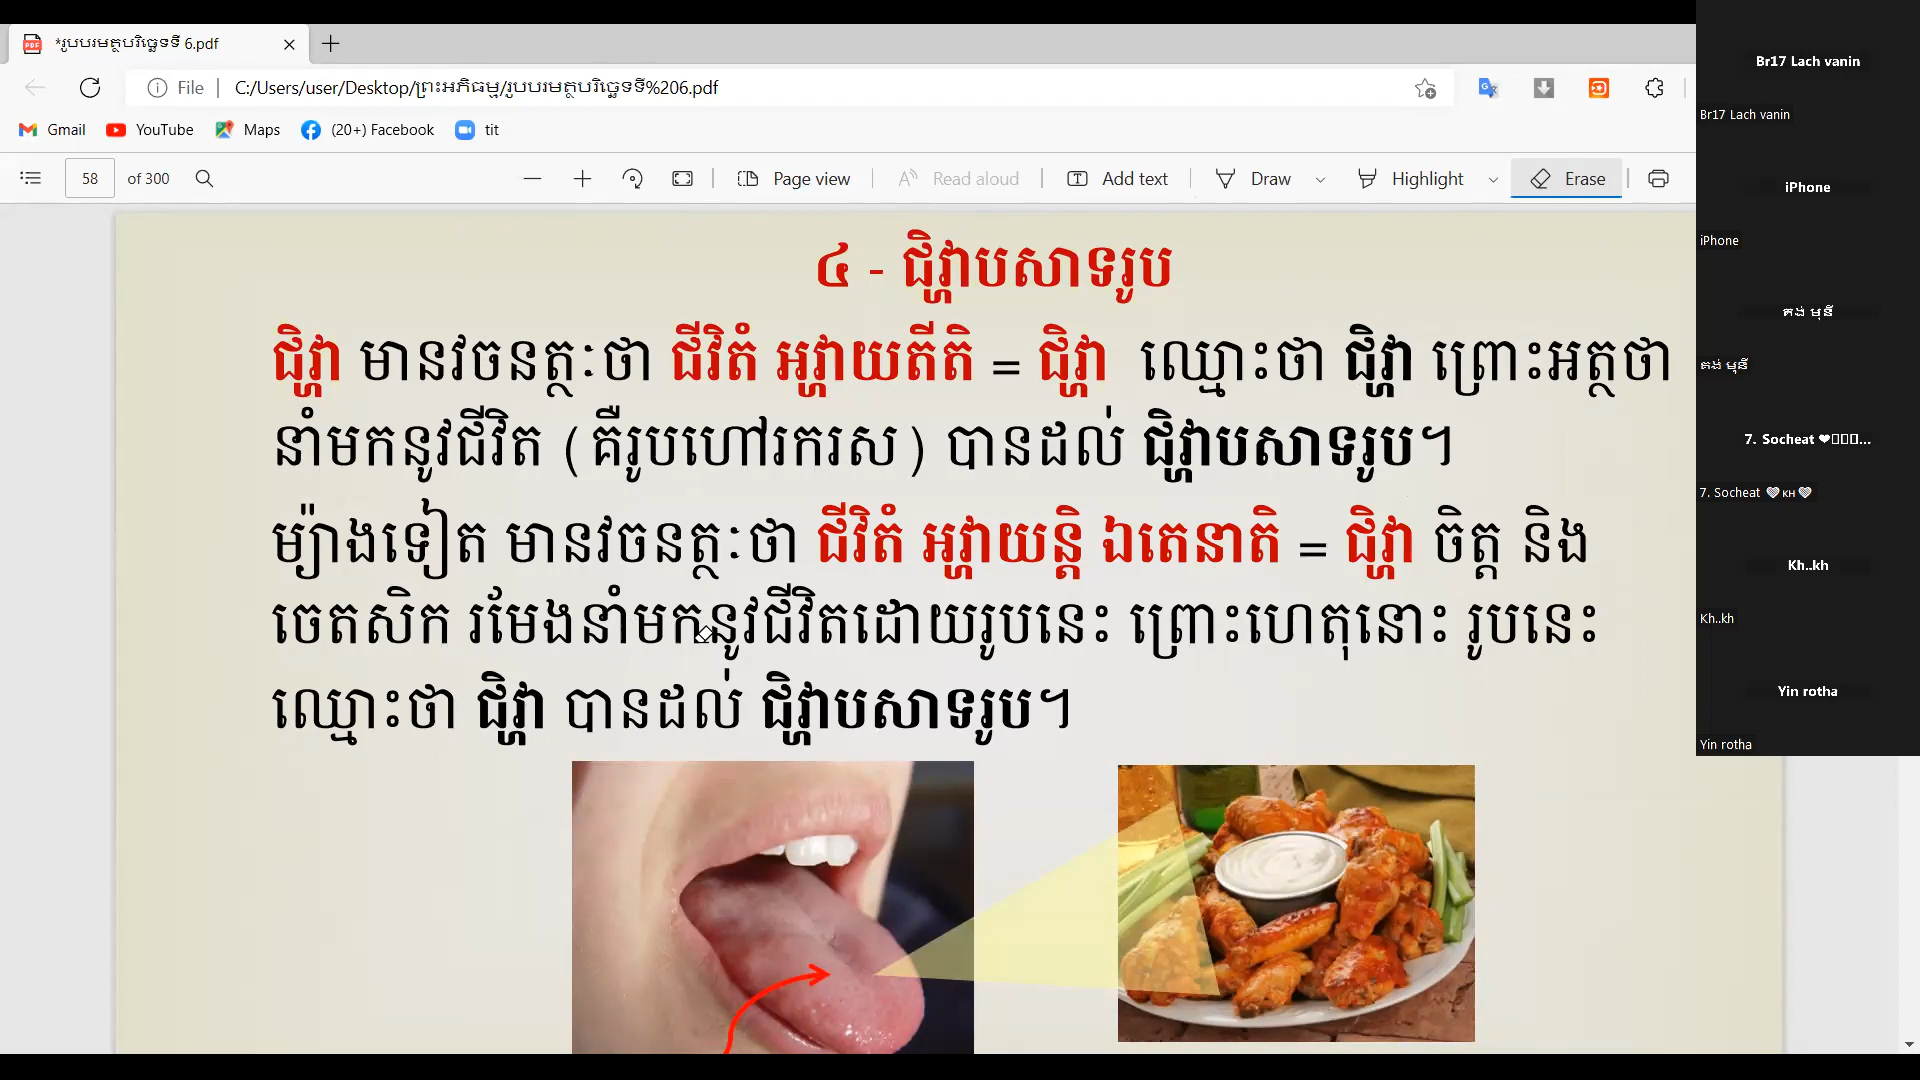 *រូបបរមត្ថបរិច្ឆេទទី 6.pdf
File
C:/Users/user/Desktop/ព្រះអភិធម្ម/រូបបរមត្ថបរិច្ឆេទទី%206.pdf
Gmail YouTube Maps (20+) Facebook tit
58 of 300 Page view Read aloud Add text Draw Highlight Erase
៤ - ជិវ្ហាបសាទរូប
ជិវ្ហា មានវចនត្ថៈថា ជីវិតំ អវ្ហាយតីតិ = ជិវ្ហា ឈ្មោះថា ជិវ្ហា ព្រោះអត្ថថា
នាំមកនូវជីវិត (គឺរូបហៅរករស) បានដល់ ជិវ្ហាបសាទរូប។
ម្យ៉ាងទៀត មានវចនត្ថៈថា ជីវិតំ អវ្ហាយន្តិ ឯតេនាតិ = ជិវ្ហា ចិត្ត និង
ចេតសិក រមែងនាំមកនូវជីវិតដោយរូបនេះ ព្រោះហេតុនោះ រូបនេះ
ឈ្មោះថា ជិវ្ហា បានដល់ ជិវ្ហាបសាទរូប។
Br17 Lach vanin
Br17 Lach vanin
iPhone
iPhone
គង់ មុនី
គង់ មុនី
7. Socheat ❤...
7. Socheat 🤍ᴋʜ🤍
Kh..kh
Kh..kh
Yin rotha
Yin rotha